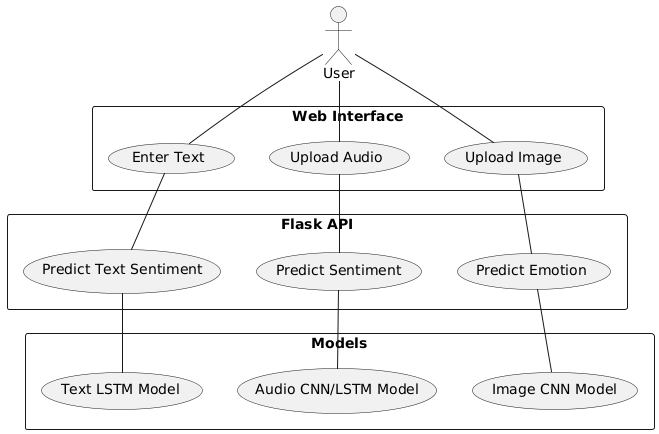 User
Web Interface
Enter Text
Upload Audio
Upload Image
Flask API
Predict Text Sentiment
Predict Sentiment
Predict Emotion
Models
Text LSTM Model
Audio CNN/LSTM Model
Image CNN Model